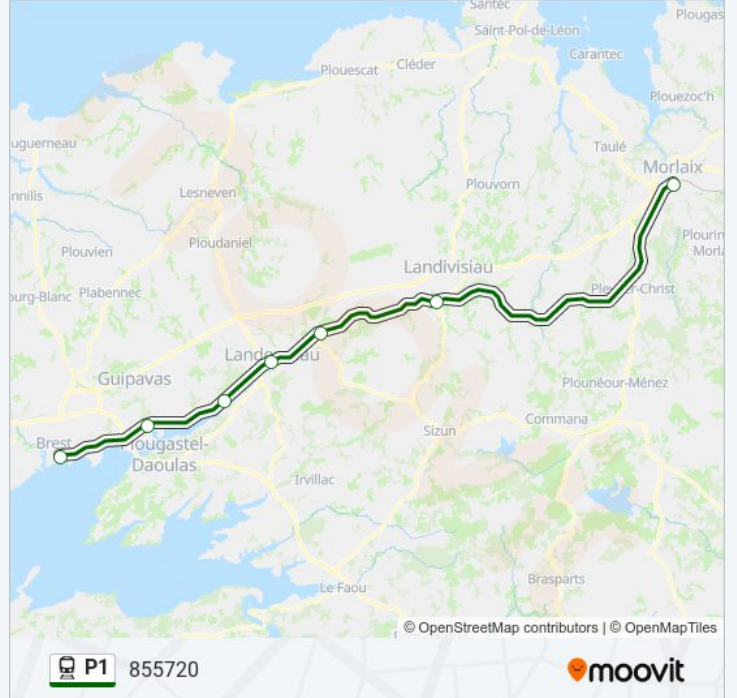 Santec
Plougas
Saint-Pol-de-Léon
Carantec
Cléder
Plouescat
Plouezoc'h
uguerneau
Taulé
Morlaix
Plouvorn
nnilis
Lesneven
Plourin
Morla
Ploudaniel
Plouvien
Landivisiau
ourg-Blanc
Plabennec
Guipavas
Plounéour-Ménez
Commana
Sizun
Brest
Plougastel-
Daoulas
Irvillac
Brasparts
Le Faou
© OpenStreetMap contributors | © OpenMapTiles
P1 855720
moovit